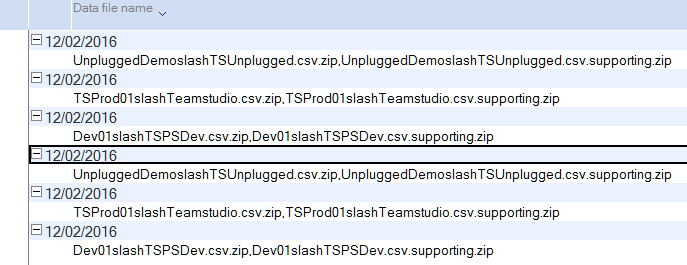 Data file name
12/02/2016
UnpluggedDemoslashTSUnplugged.csv.zip,UnpluggedDemoslashTSUnplugged.csv.supporting.zip
12/02/2016
TSProd01slashTeamstudio.csv.zip,TSProd01slashTeamstudio.csv.supporting.zip
12/02/2016
Dev01slashTSPSDev.csv.zip,Dev01slashTSPSDev.csv.supporting.zip
12/02/2016
UnpluggedDemoslashTSUnplugged.csv.zip,UnpluggedDemoslashTSUnplugged.csv.supporting.zip
12/02/2016
TSProd01slashTeamstudio.csv.zip,TSProd01slashTeamstudio.csv.supporting.zip
12/02/2016
Dev01slashTSPSDev.csv.zip,Dev01slashTSPSDev.csv.supporting.zip